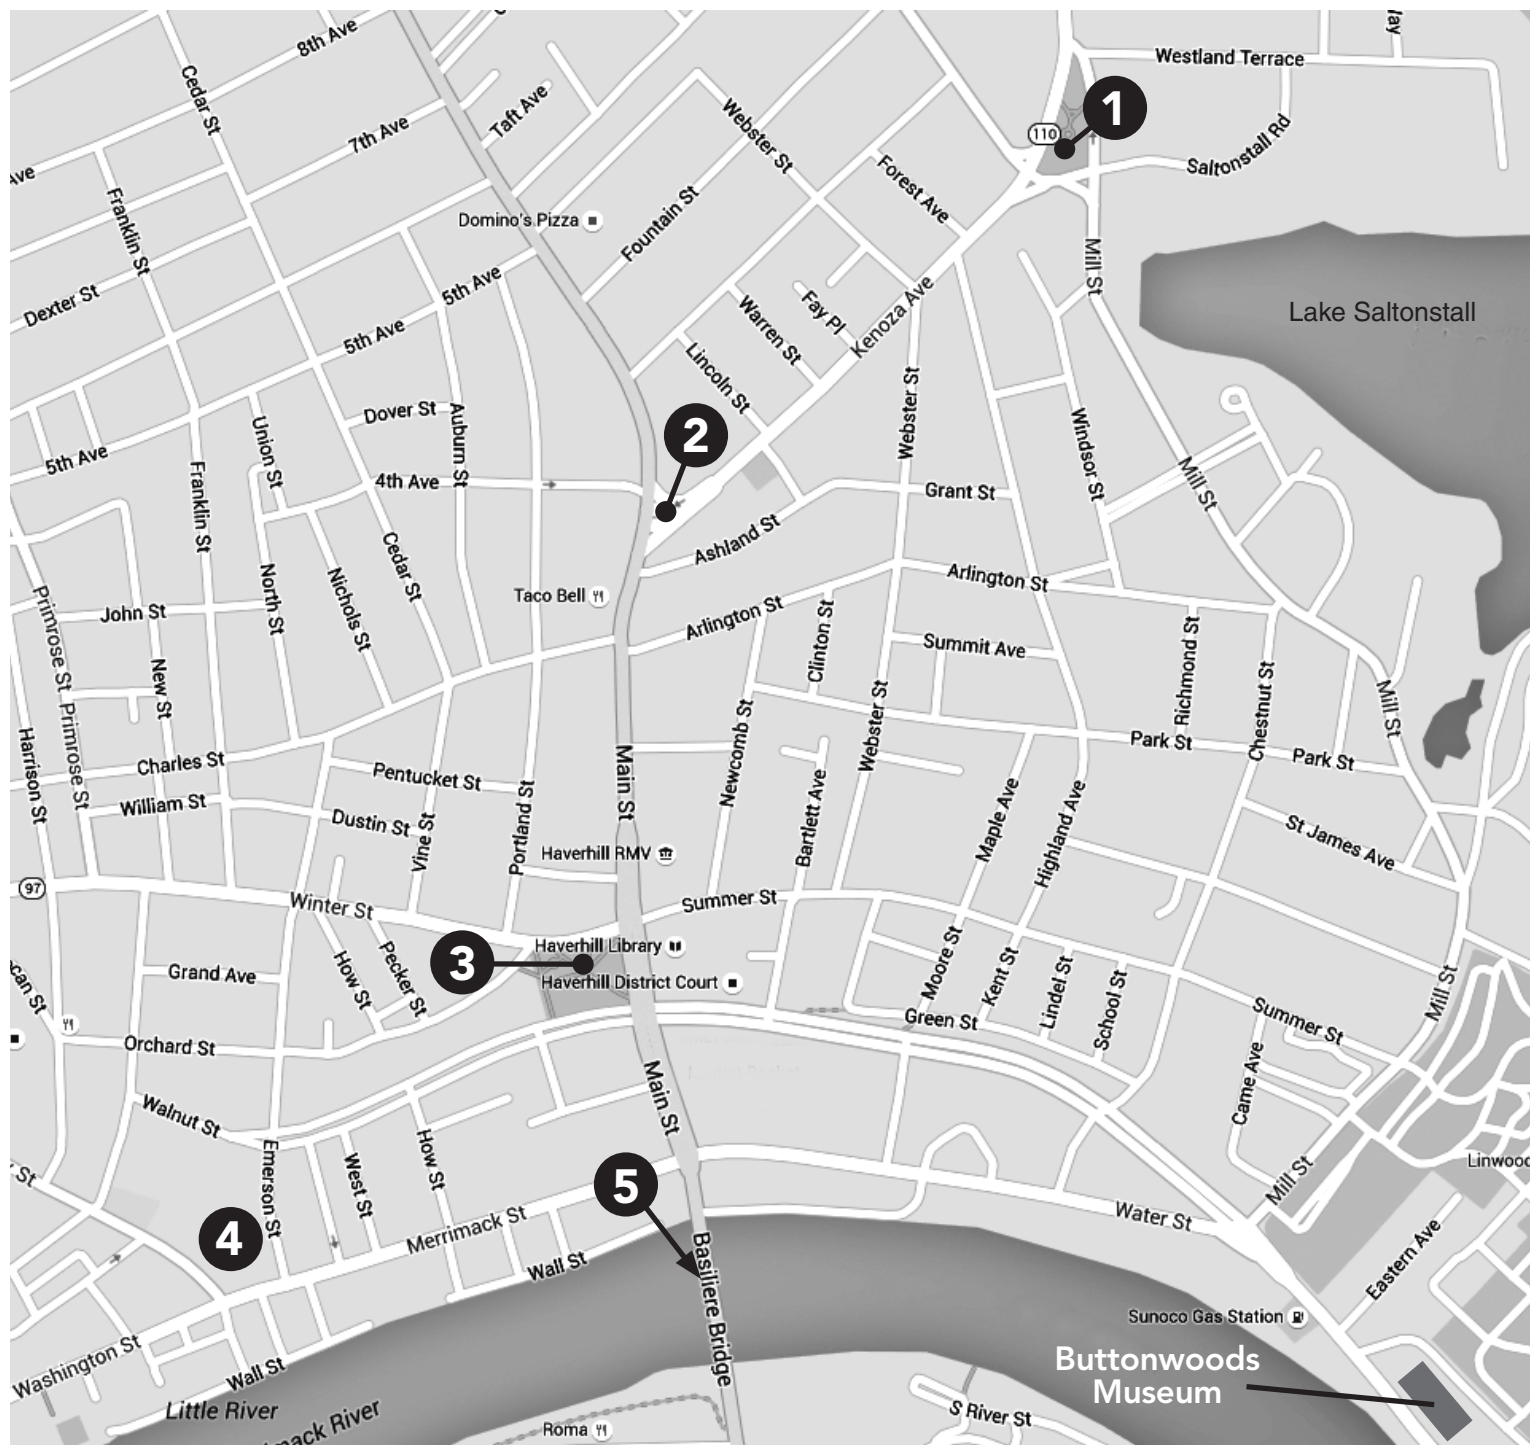 8th Ave
Westland Terrace
Cedar St
Taft Ave
7th Ave
Webster St
110
1
Saltonstall Rd
Forest Ave
Franklin St
Domino's Pizza
Fountain St
Mill St
Dexter St
5th Ave
5th Ave
Fay Pl
Warren St
Kenoza Ave
Lake Saltonstall
Lincoln St
Webster St
Dover St
Auburn St
Union St
Windsor St
2
5th Ave
Franklin St
4th Ave
Grant St
Mill St
Ashland St
Cedar St
North St
Nichols St
Taco Bell
Arlington St
Primrose St
John St
Arlington St
Clinton St
Summit Ave
Richmond St
New St
Chestnut St
Mill St
Primrose St
Webster St
Newcomb St
Harrison St
Charles St
Main St
Park St
Park St
Pentucket St
William St
Dustin St
Vine St
Portland St
Bartlett Ave
Maple Ave
Highland Ave
St James Ave
Haverhill RMV
97
Winter St
Summer St
Haverhill Library
3
Haverhill District Court
Grand Ave
How St
Pecker St
Moore St
Kent St
Lindel St
School St
Mill St
Green St
Summer St
Orchard St
Main St
Came Ave
Walnut St
Emerson St
West St
How St
Linwood
Mill St
5
4
Merrimack St
Water St
Wall St
Basiliere Bridge
Eastern Ave
Sunoco Gas Station
Washington St
Wall St
Buttonwoods
Museum
Little River
S River St
Roma